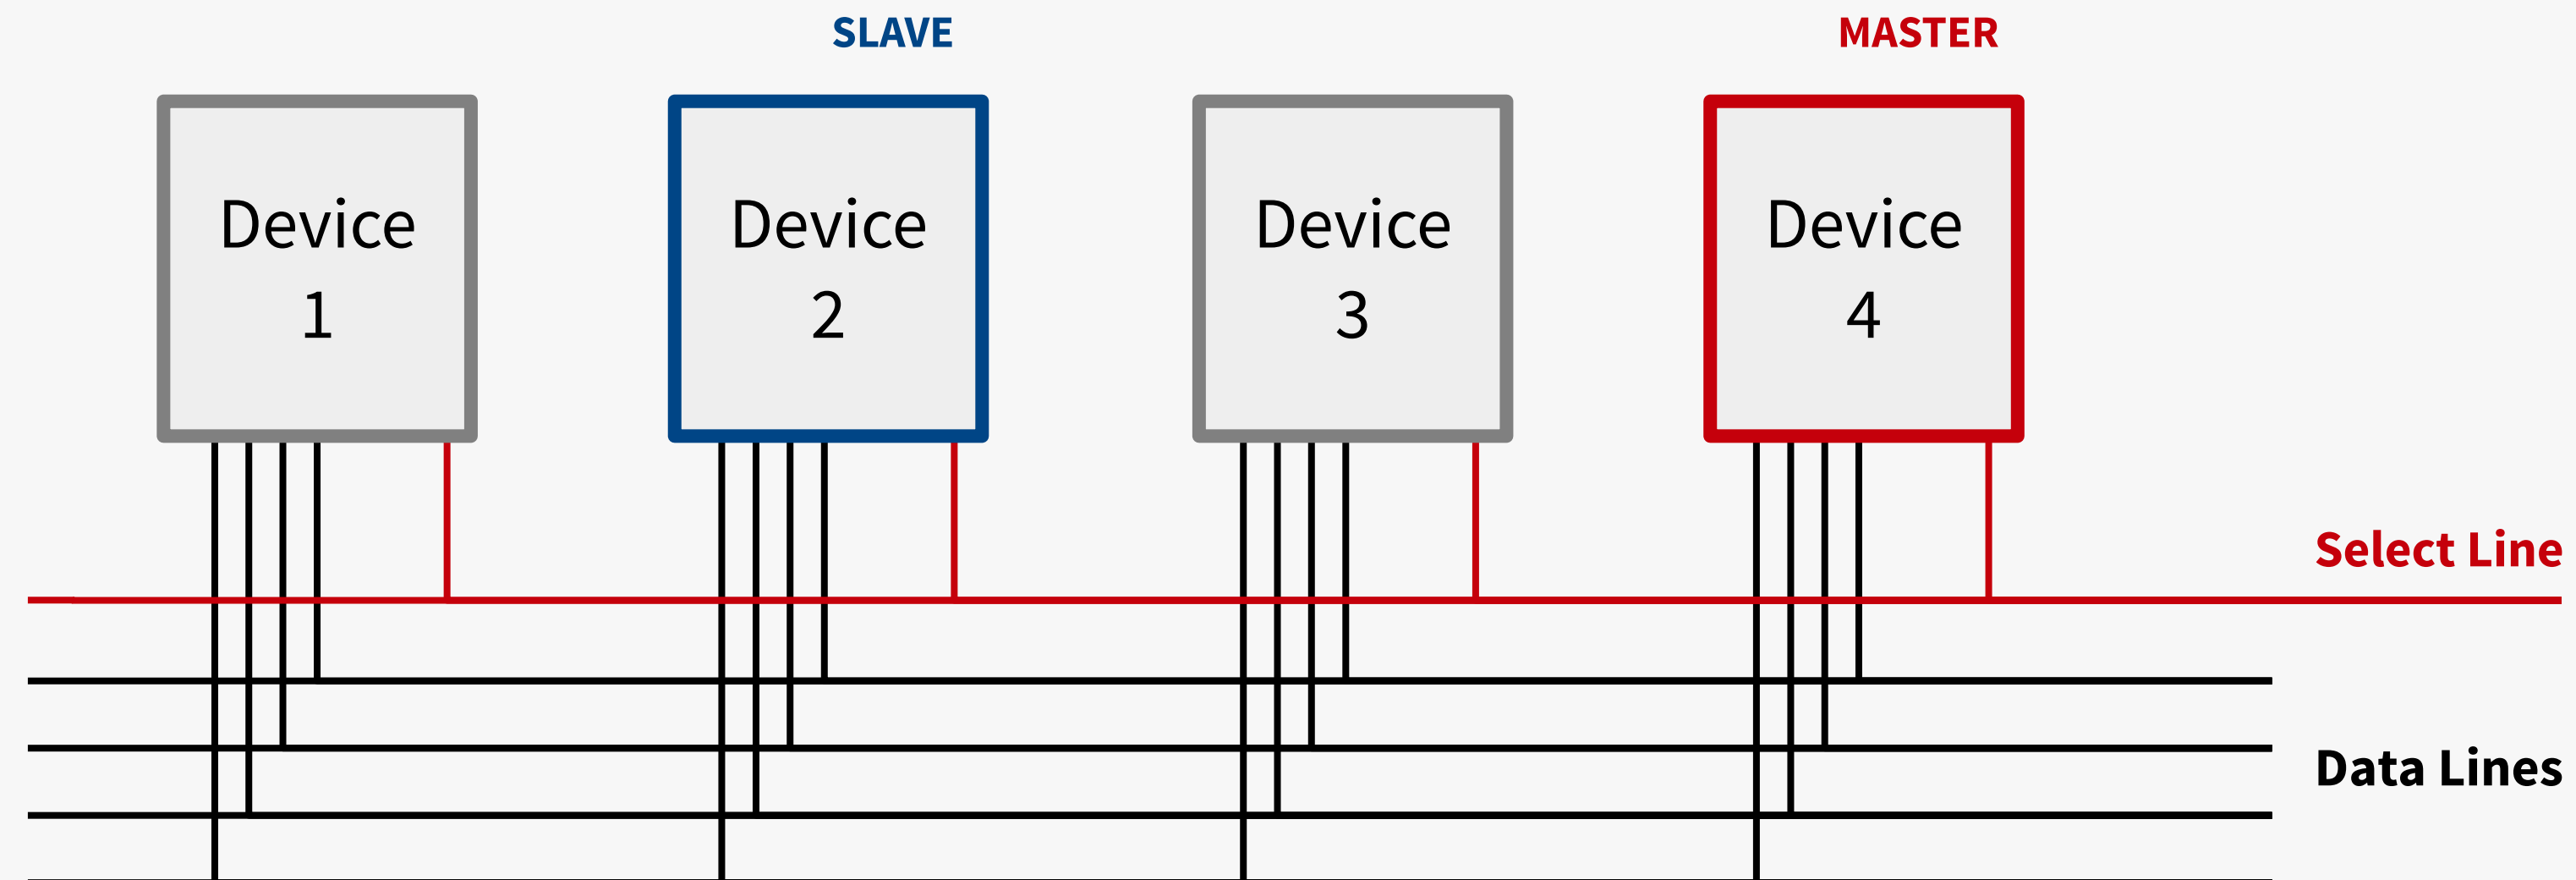 SLAVE
MASTER
Device
1
Device
2
Device
3
Device
4
Select Line
Data Lines